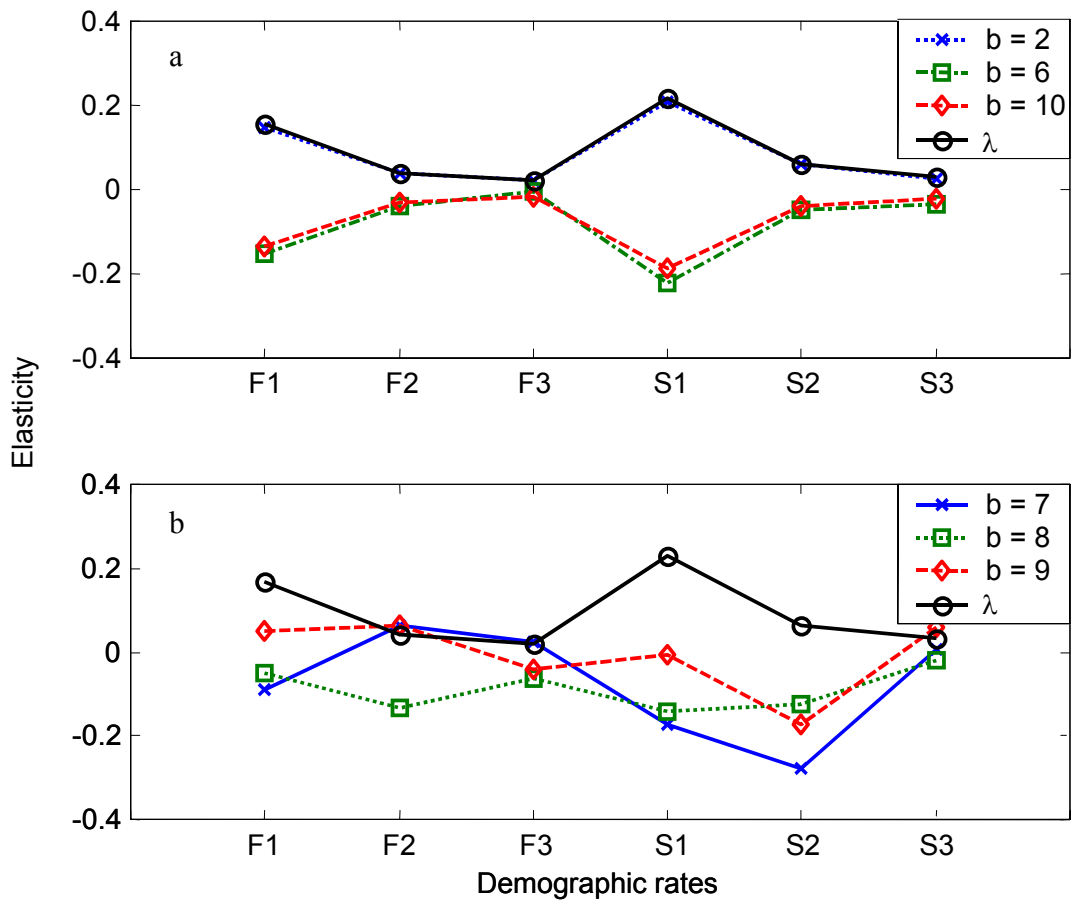 Elasticity
0.4
0.2
0
-0.2
-0.4
a
b = 2
b = 6
b = 10
λ
F1 F2 F3 S1 S2 S3
0.4
0.2
0
-0.2
-0.4
b
b = 7
b = 8
b = 9
λ
F1 F2 F3 S1 S2 S3
Demographic rates